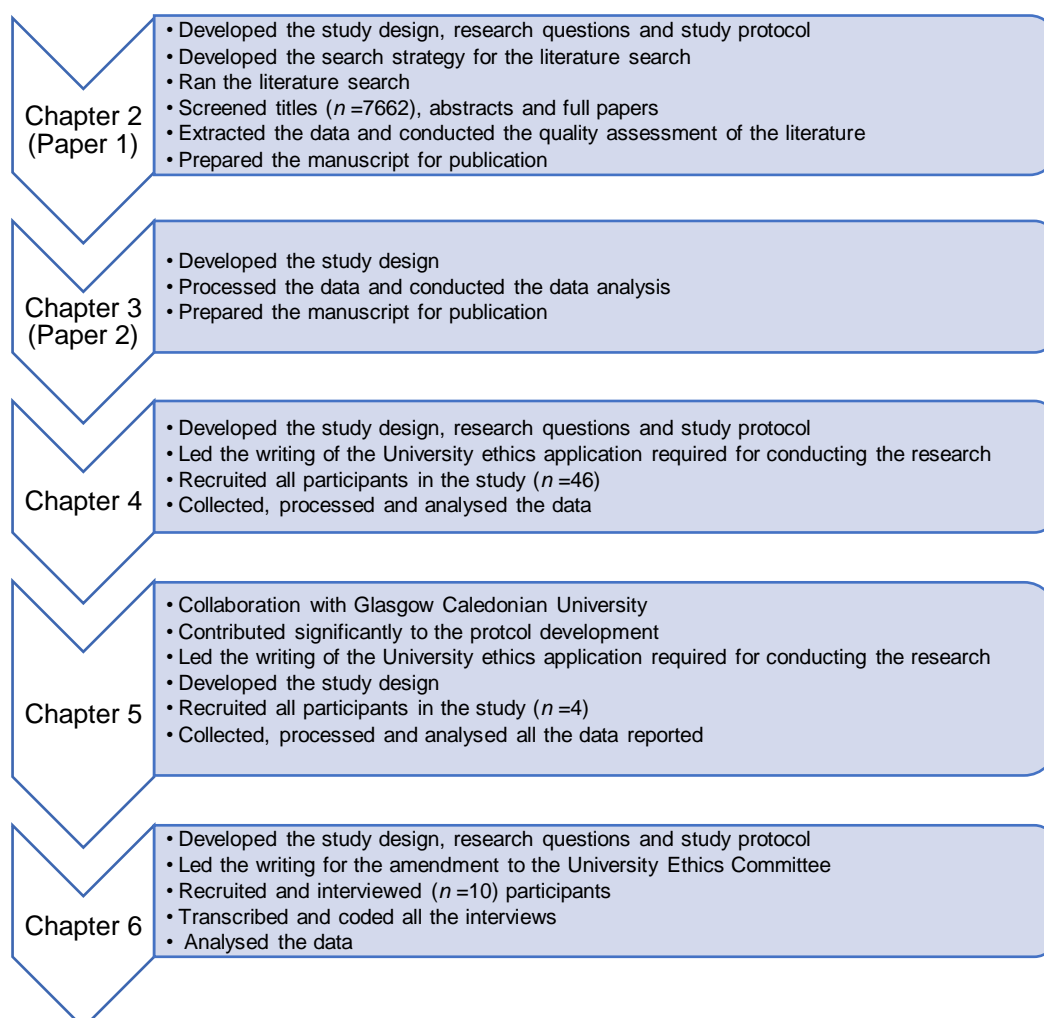 Chapter 2
(Paper 1)
• Developed the study design, research questions and study protocol
• Developed the search strategy for the literature search
• Ran the literature search
• Screened titles (n =7662), abstracts and full papers
• Extracted the data and conducted the quality assessment of the literature
• Prepared the manuscript for publication
Chapter 3
(Paper 2)
• Developed the study design
• Processed the data and conducted the data analysis
• Prepared the manuscript for publication
Chapter 4
• Developed the study design, research questions and study protocol
• Led the writing of the University ethics application required for conducting the research
• Recruited all participants in the study (n =46)
• Collected, processed and analysed the data
Chapter 5
• Collaboration with Glasgow Caledonian University
• Contributed significantly to the protcol development
• Led the writing of the University ethics application required for conducting the research
• Developed the study design
• Recruited all participants in the study (n =4)
• Collected, processed and analysed all the data reported
Chapter 6
• Developed the study design, research questions and study protocol
• Led the writing for the amendment to the University Ethics Committee
• Recruited and interviewed (n =10) participants
• Transcribed and coded all the interviews
• Analysed the data